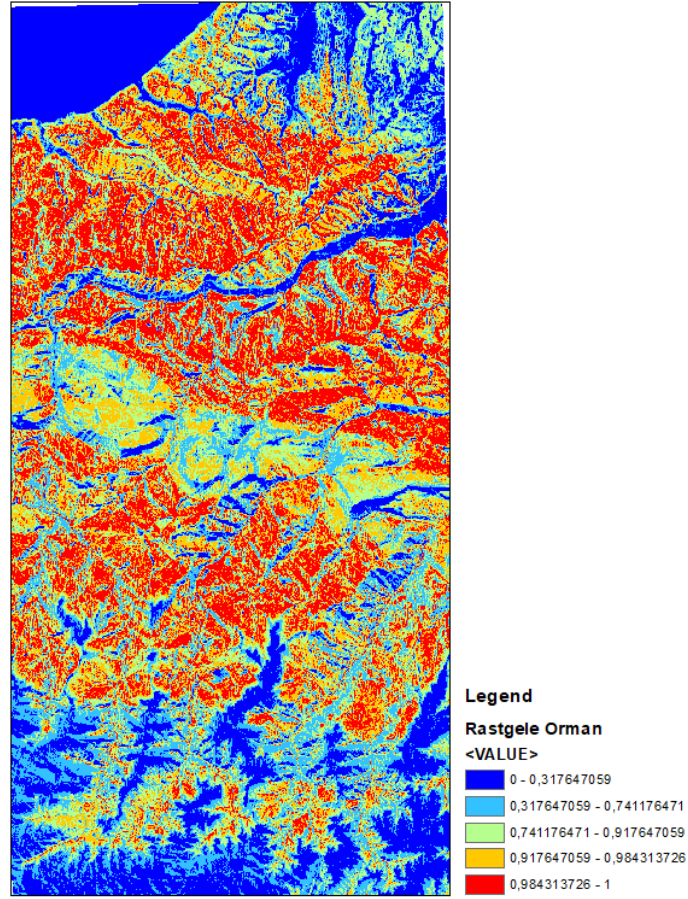 Legend
Rastgele Orman
<VALUE>
0 - 0,317647059
0,317647059 - 0,741176471
0,741176471 - 0,917647059
0,917647059 - 0,984313726
0,984313726 - 1